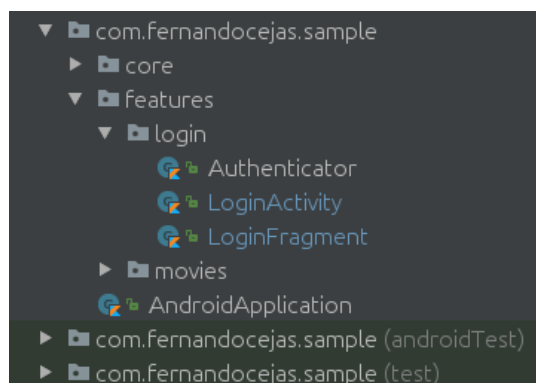 com.fernandocejas.sample
core
features
login
Authenticator
LoginActivity
LoginFragment
movies
AndroidApplication
com.fernandocejas.sample (androidTest)
com.fernandocejas.sample (test)